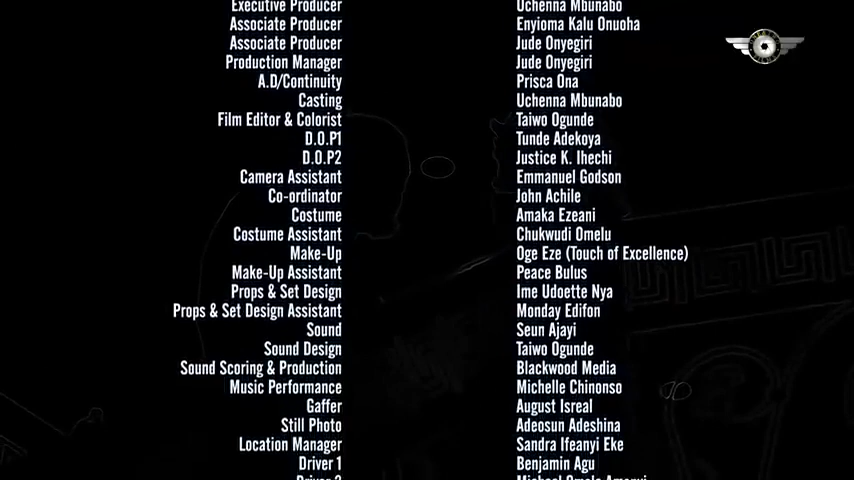 Executive Producer Uchenna Mbunabo
Associate Producer Enyioma Kalu Onuoha
Associate Producer Jude Onyegiri
Production Manager Jude Onyegiri
A.D/Continuity Prisca Ona
Casting Uchenna Mbunabo
Film Editor & Colorist Taiwo Ogunde
D.O.P1 Tunde Adekoya
D.O.P2 Justice K. Ihechi
Camera Assistant Emmanuel Godson
Co-ordinator John Achile
Costume Amaka Ezeani
Costume Assistant Chukwudi Omelu
Make-Up Oge Eze (Touch of Excellence)
Make-Up Assistant Peace Bulus
Props & Set Design Ime Udoette Nya
Props & Set Design Assistant Monday Edifon
Sound Seun Ajayi
Sound Design Taiwo Ogunde
Sound Scoring & Production Blackwood Media
Music Performance Michelle Chinonso
Gaffer August Isreal
Still Photo Adeosun Adeshina
Location Manager Sandra Ifeanyi Eke
Driver 1 Benjamin Agu